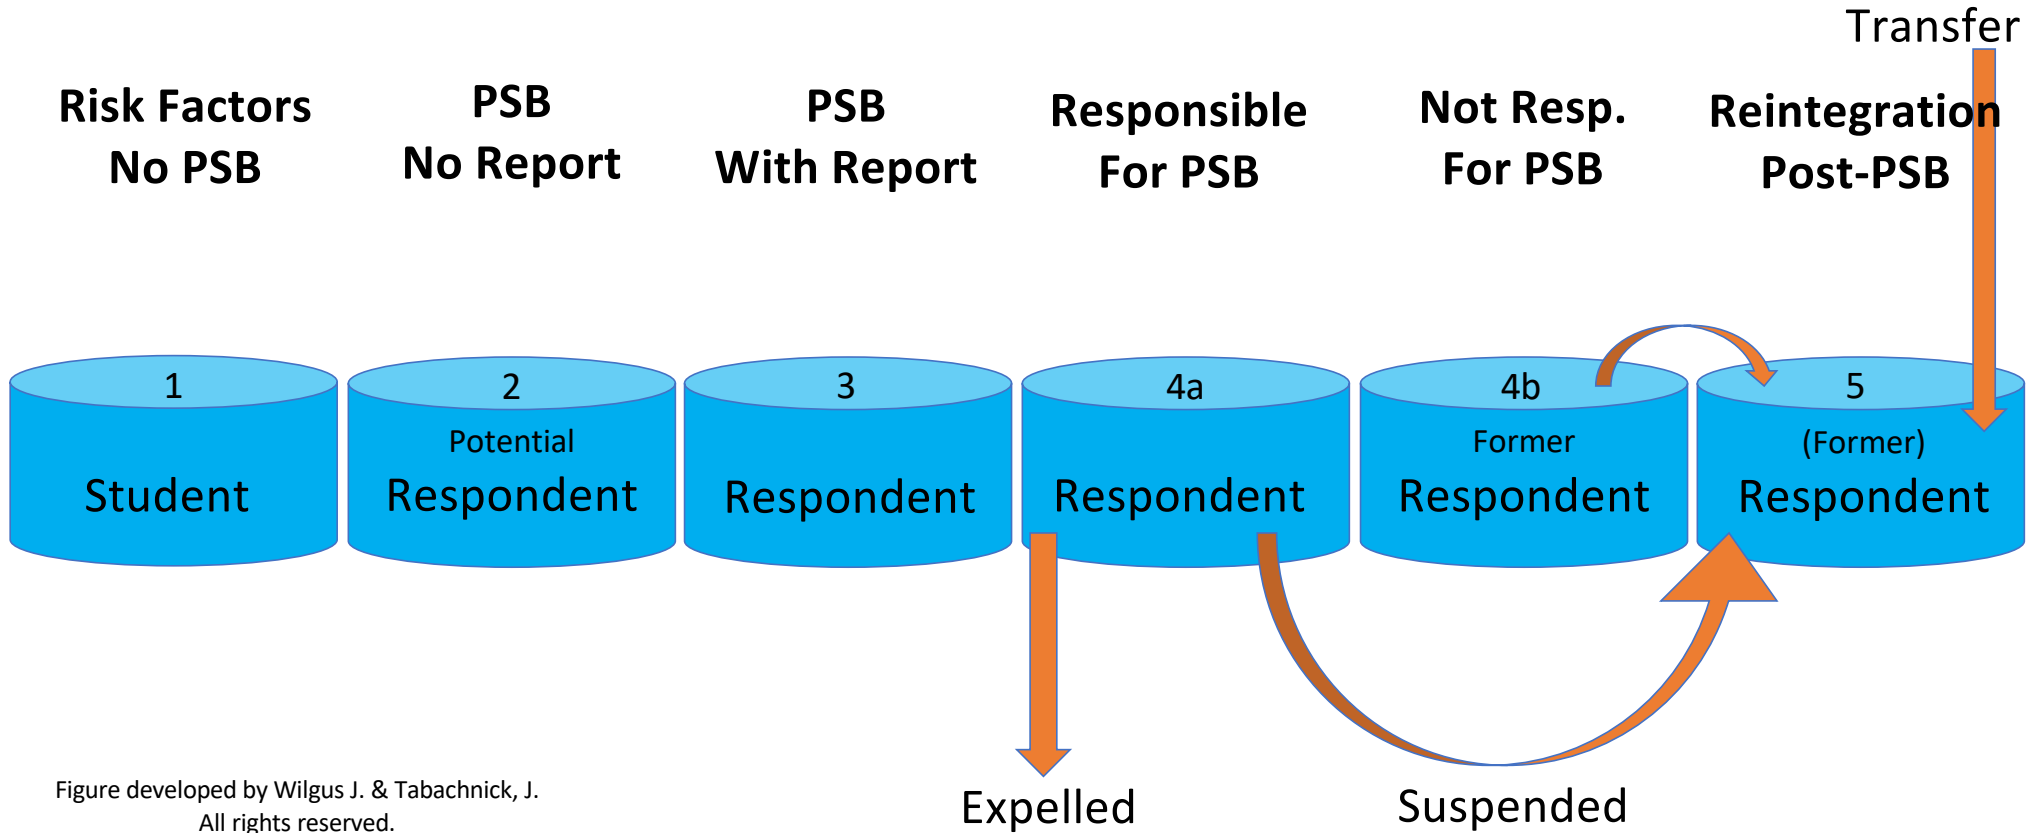 Transfer
Risk Factors
No PSB
PSB
No Report
PSB
With Report
Responsible
For PSB
Not Resp.
For PSB
Reintegration
Post-PSB
1
Student
2
Potential
Respondent
3
Respondent
4a
Respondent
4b
Former
Respondent
5
(Former)
Respondent
Expelled
Suspended
Figure developed by Wilgus J. & Tabachnick, J.
All rights reserved.